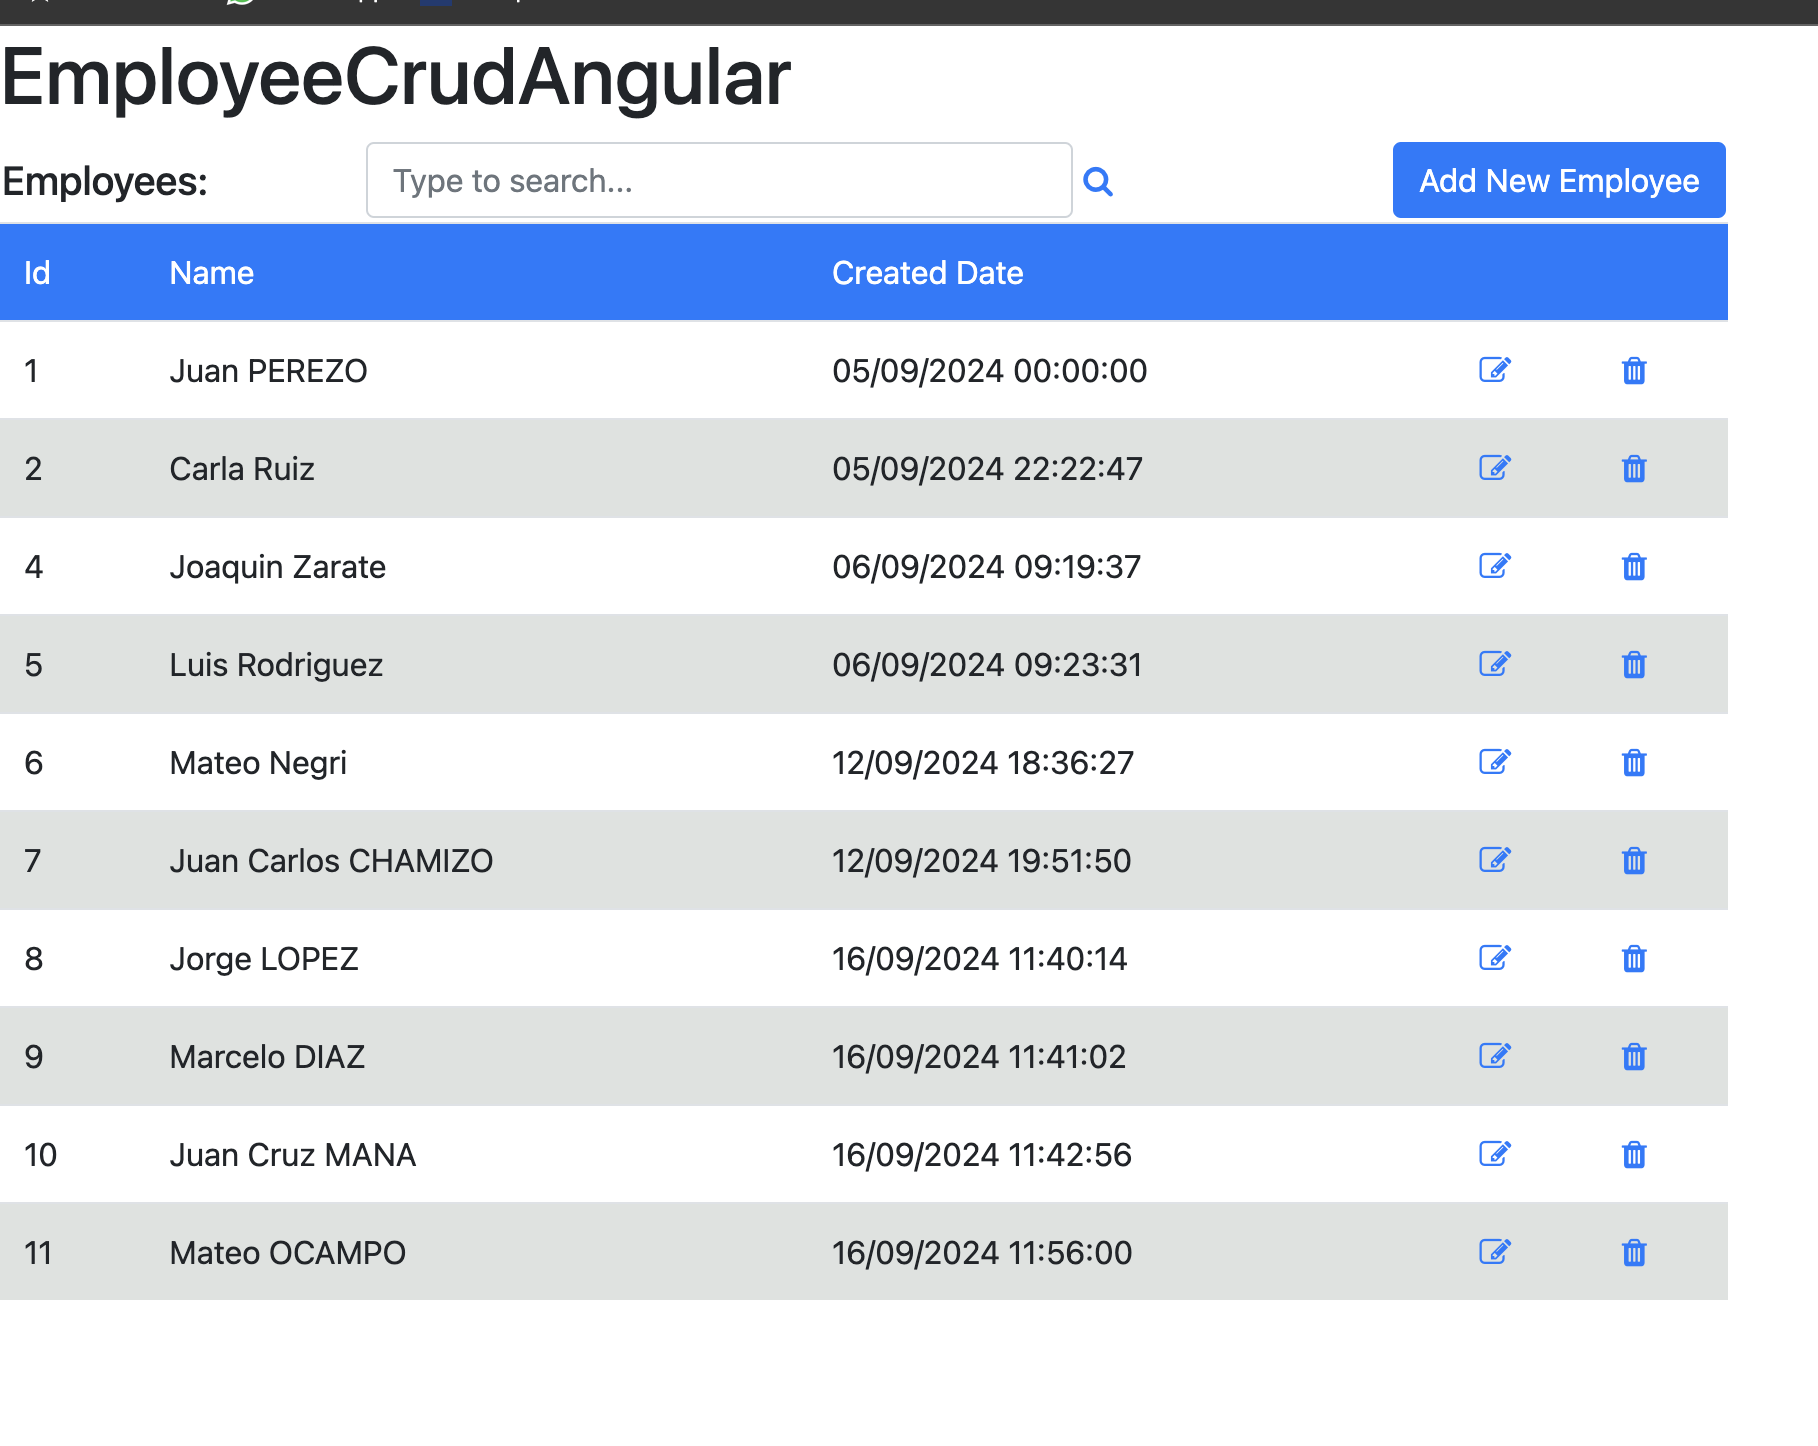 EmployeeCrudAngular
Employees: Type to search... Add New Employee
Id Name Created Date
1 Juan PEREZO 05/09/2024 00:00:00
2 Carla Ruiz 05/09/2024 22:22:47
4 Joaquin Zarate 06/09/2024 09:19:37
5 Luis Rodriguez 06/09/2024 09:23:31
6 Mateo Negri 12/09/2024 18:36:27
7 Juan Carlos CHAMIZO 12/09/2024 19:51:50
8 Jorge LOPEZ 16/09/2024 11:40:14
9 Marcelo DIAZ 16/09/2024 11:41:02
10 Juan Cruz MANA 16/09/2024 11:42:56
11 Mateo OCAMPO 16/09/2024 11:56:00